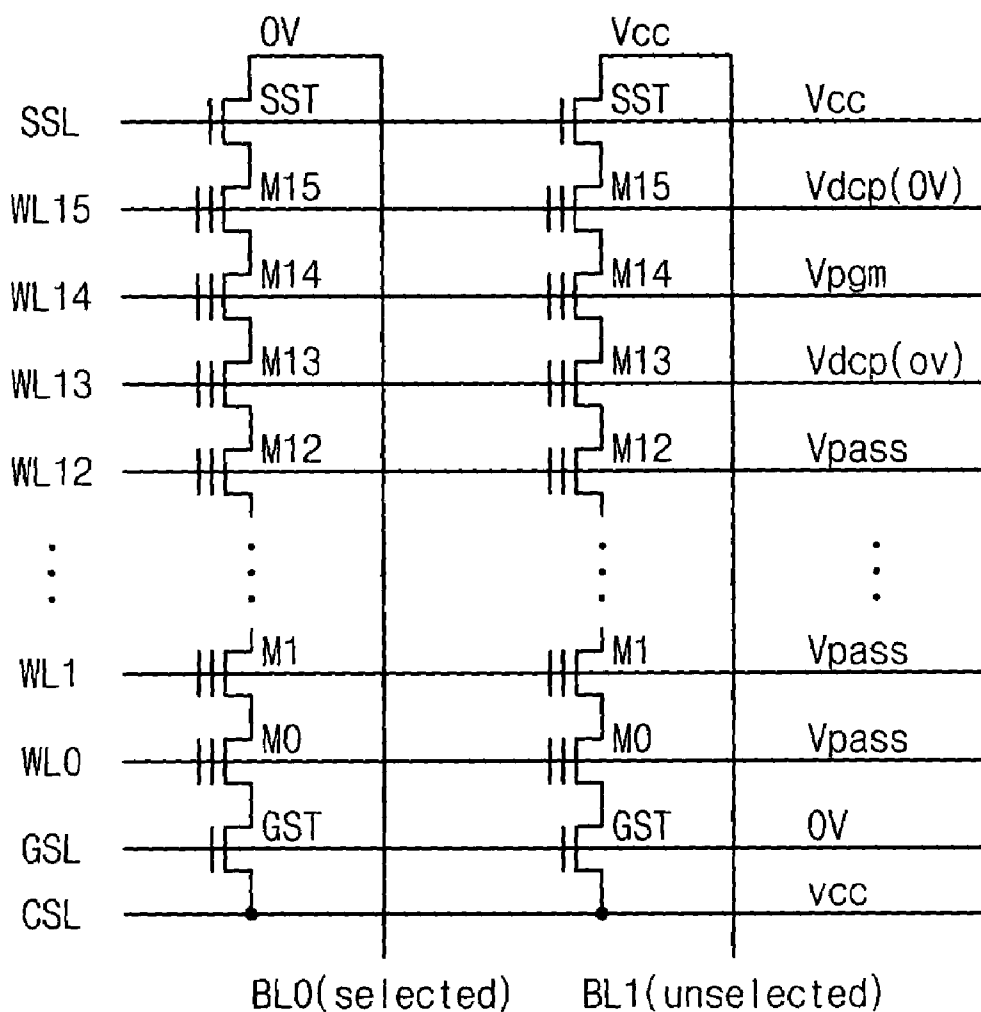 0V Vcc
SSL SST SST Vcc
WL15 M15 M15 Vdcp(0V)
WL14 M14 M14 Vpgm
WL13 M13 M13 Vdcp(ov)
WL12 M12 M12 Vpass
WL1 M1 M1 Vpass
WL0 M0 M0 Vpass
GSL GST GST 0V
CSL vcc
BL0(selected) BL1(unselected)